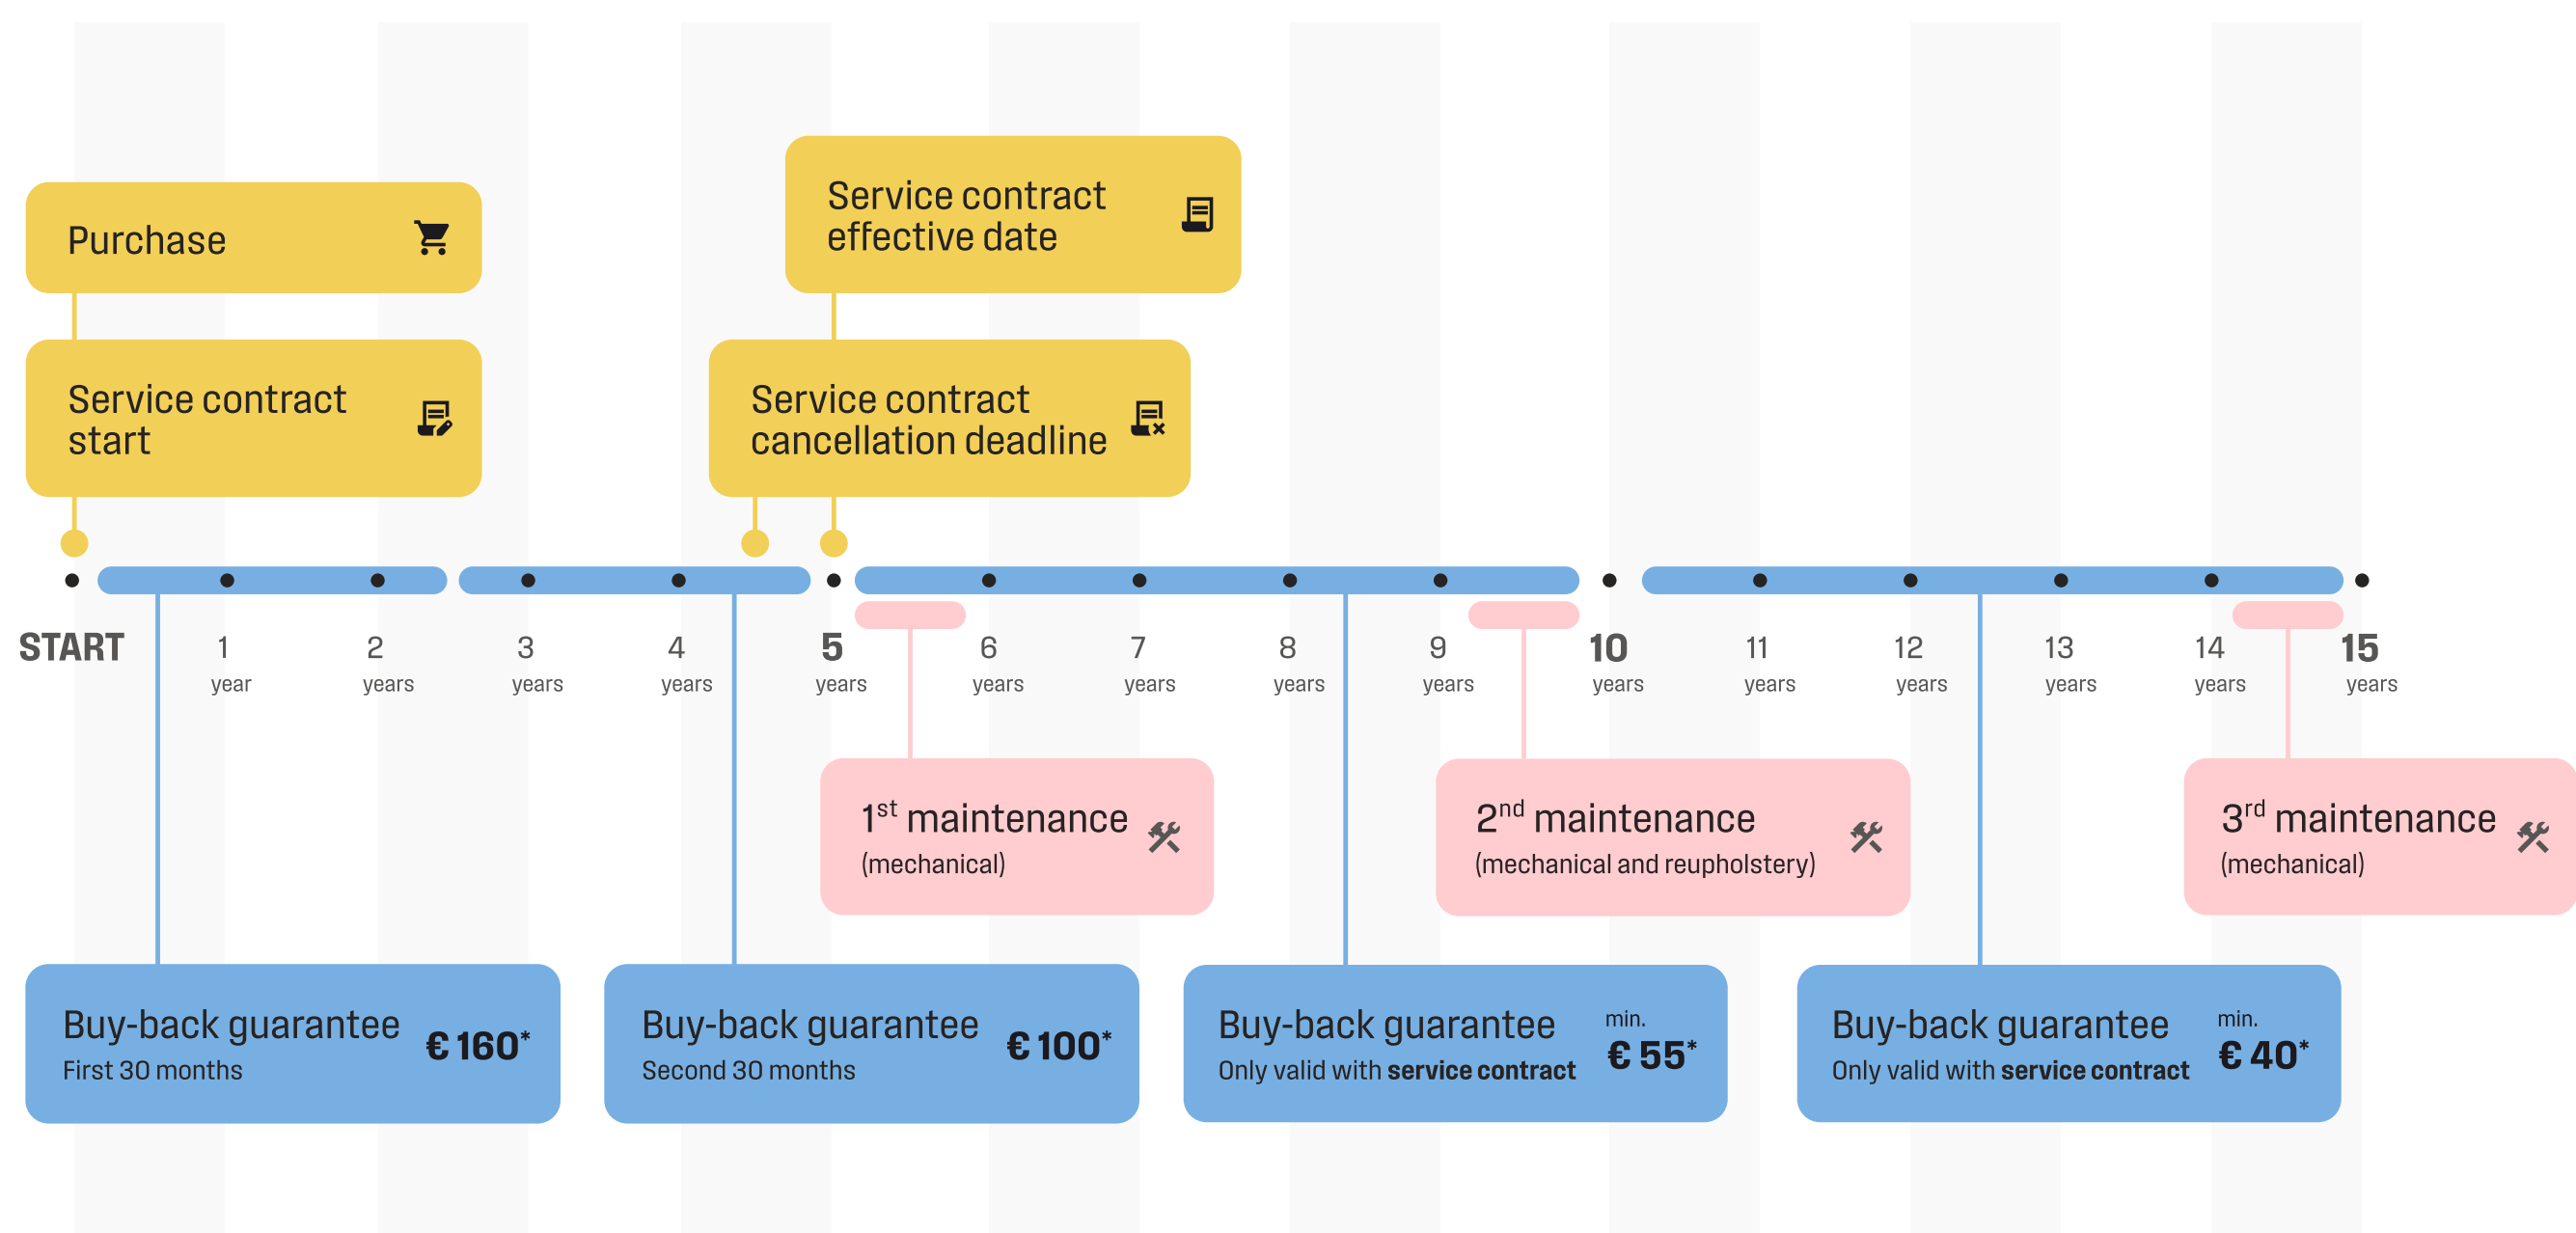 Purchase
Service contract
start
Service contract
effective date
Service contract
cancellation deadline
START
1
year
2
years
3
years
4
years
5
years
6
years
7
years
8
years
9
years
10
years
11
years
12
years
13
years
14
years
15
years
1st maintenance
(mechanical)
2nd maintenance
(mechanical and reupholstery)
3rd maintenance
(mechanical)
Buy-back guarantee
First 30 months
€ 160*
Buy-back guarantee
Second 30 months
€ 100*
Buy-back guarantee
Only valid with service contract
min.
€ 55*
Buy-back guarantee
Only valid with service contract
min.
€ 40*